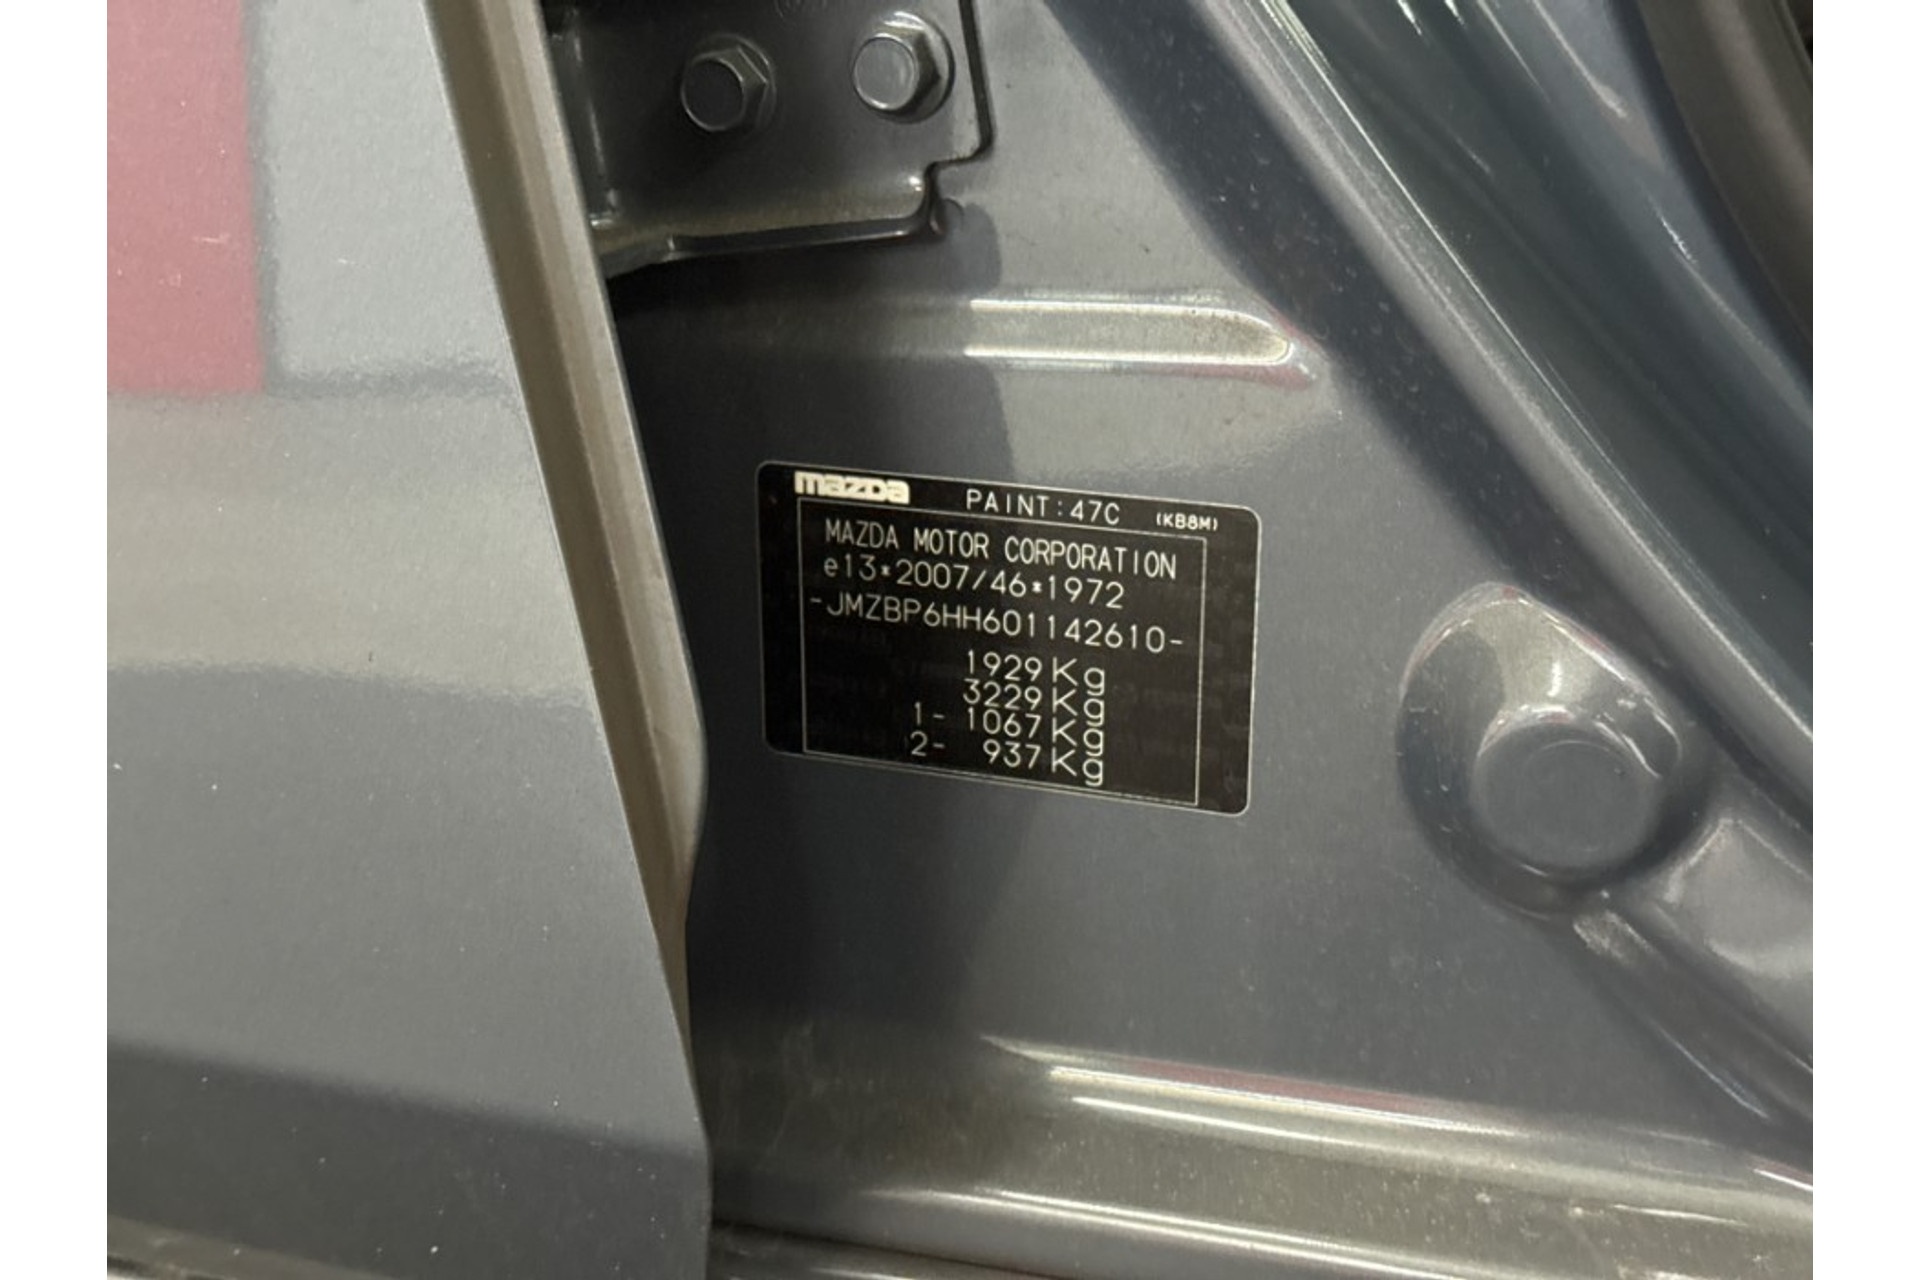 mazda PAINT:47C (KB8M)
MAZDA MOTOR CORPORATION
e13*2007/46*1972
-JMZBP6HH601142610-
1929Kg
3229Kg
1- 1067Kg
2- 937Kg